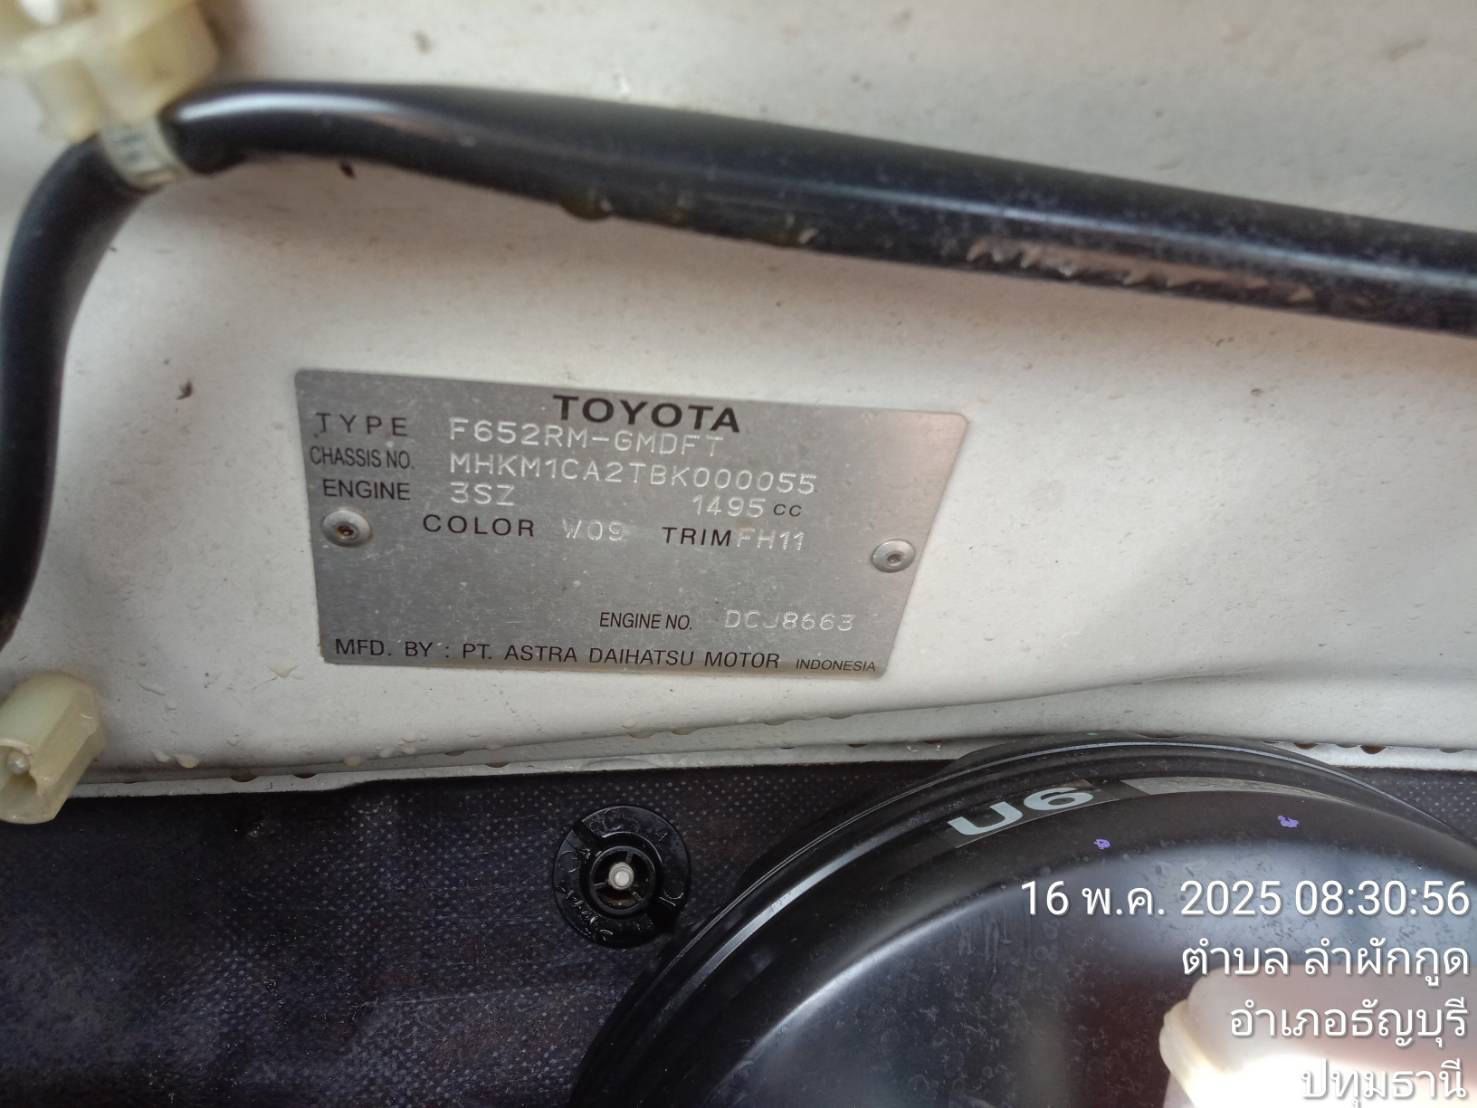 TOYOTA
TYPE F652RM-GMDFT
CHASSIS NO. MHKM1CA2TBK000055
ENGINE 3SZ 1495 cc
COLOR W09 TRIM FH11
ENGINE NO. DCJ8663
MFD. BY : PT. ASTRA DAIHATSU MOTOR INDONESIA
U6
16 พ.ค. 2025 08:30:56
ตำบล ลำผักกูด
อำเภอธัญบุรี
ปทุมธานี